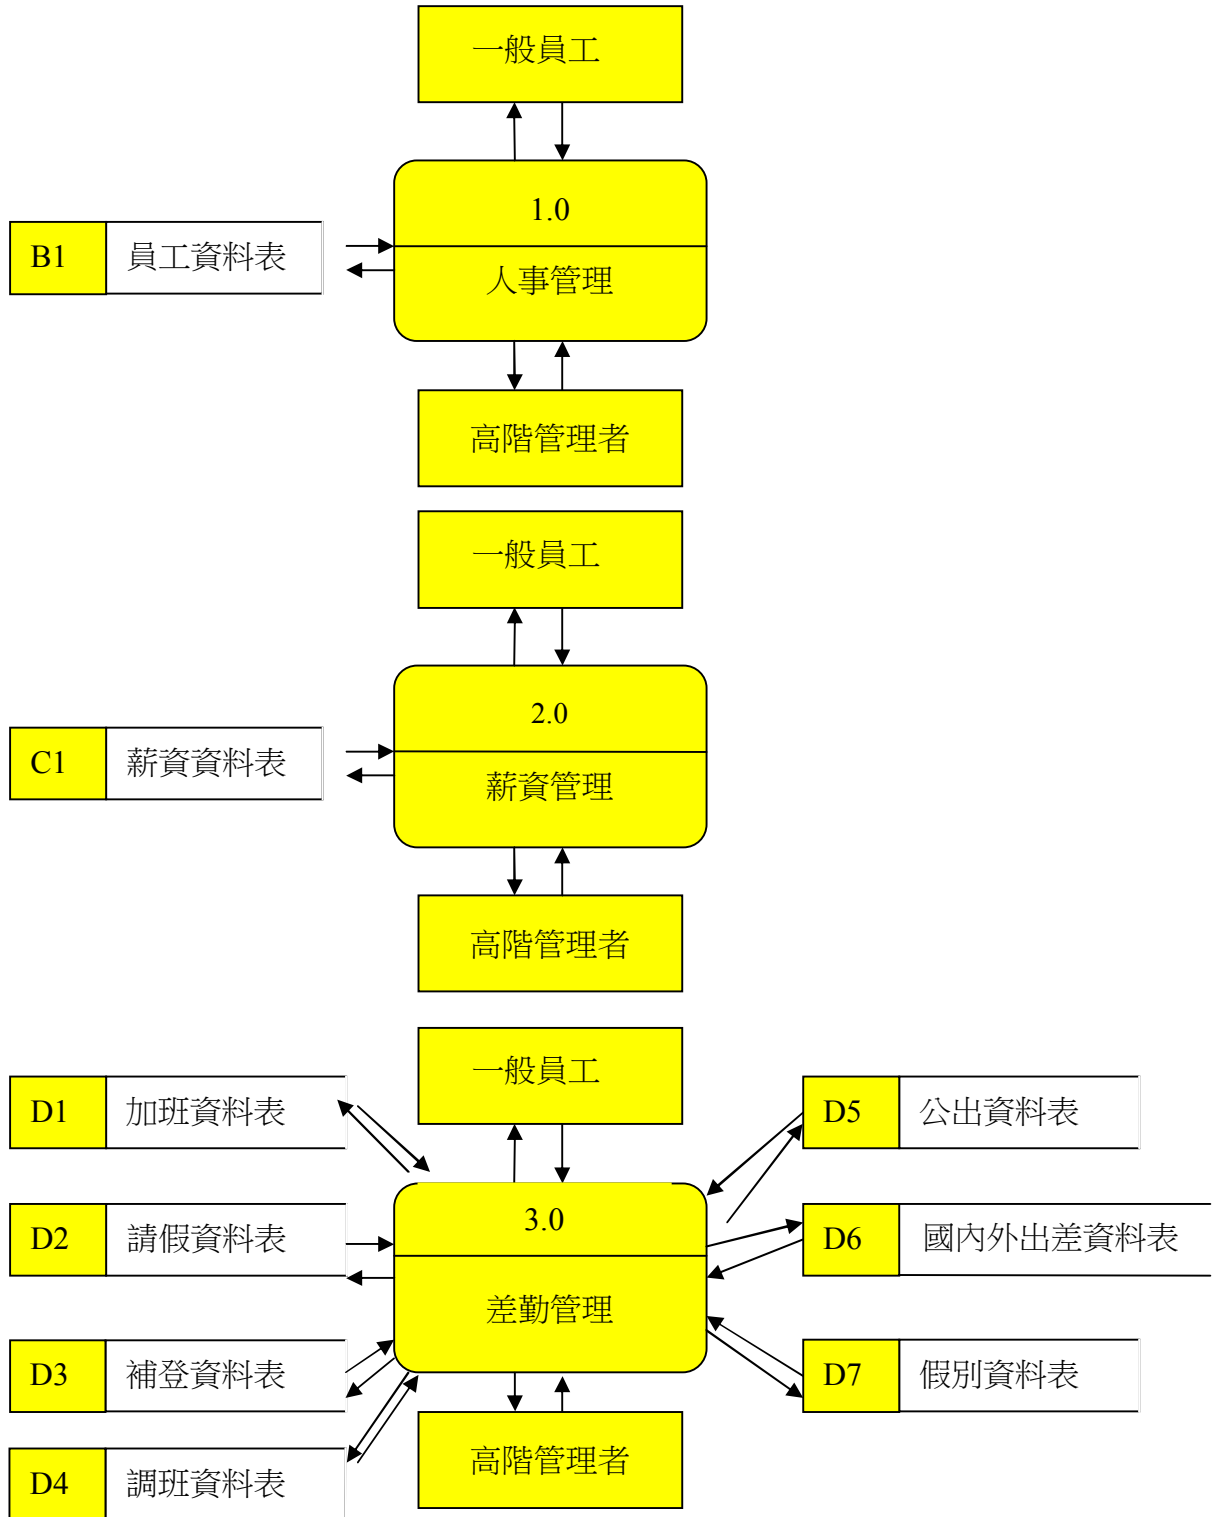 一般員工
1.0
B1 員工資料表
人事管理
高階管理者
一般員工
2.0
C1 薪資資料表
薪資管理
高階管理者
一般員工
D1 加班資料表
D5 公出資料表
3.0
D2 請假資料表
D6 國內外出差資料表
差勤管理
D3 補登資料表
D7 假別資料表
高階管理者
D4 調班資料表